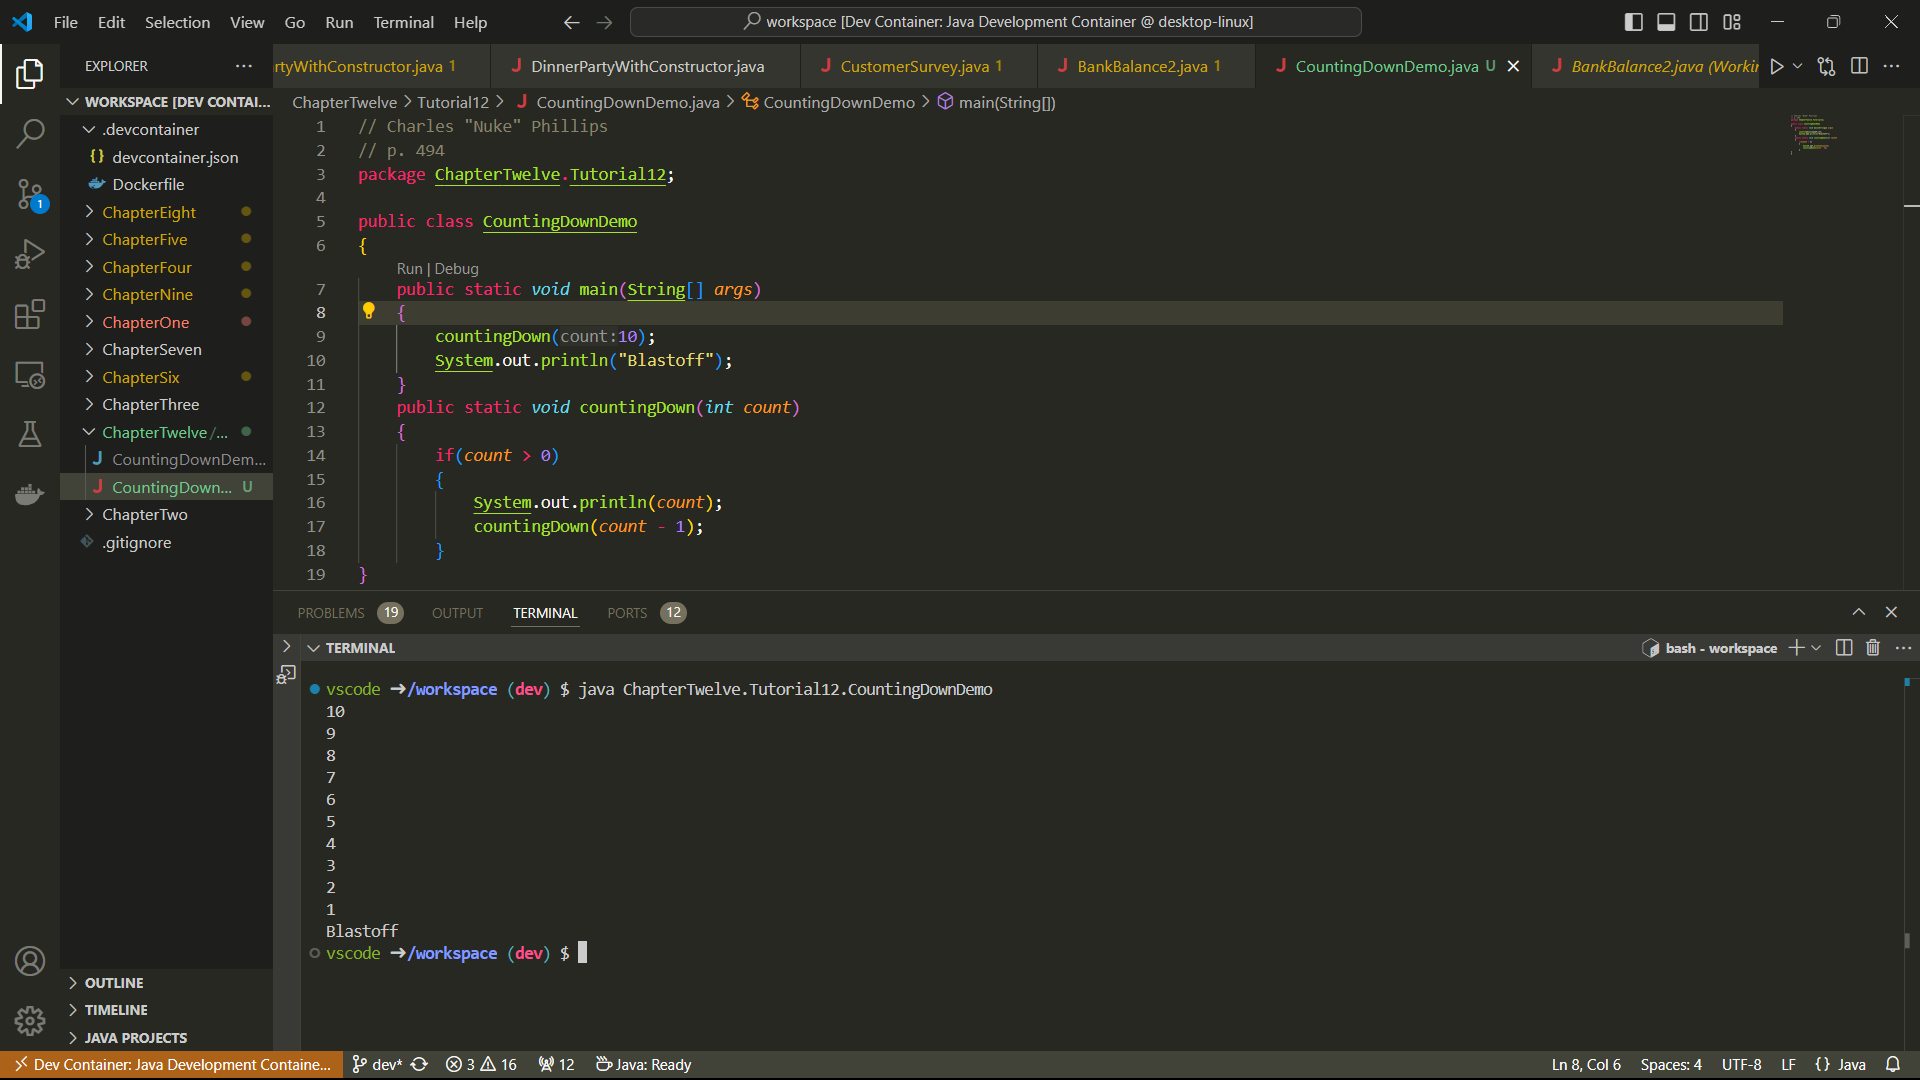 File Edit Selection View Go Run Terminal Help
workspace [Dev Container: Java Development Container @ desktop-linux]
EXPLORER
rtyWithConstructor.java 1
DinnerPartyWithConstructor.java
CustomerSurvey.java 1
BankBalance2.java 1
CountingDownDemo.java U
BankBalance2.java (Workin
WORKSPACE [DEV CONTAI...
.devcontainer
devcontainer.json
Dockerfile
ChapterEight
ChapterFive
ChapterFour
ChapterNine
ChapterOne
ChapterSeven
ChapterSix
ChapterThree
ChapterTwelve/...
CountingDownDem...
CountingDown... U
ChapterTwo
.gitignore
OUTLINE
TIMELINE
JAVA PROJECTS
1
ChapterTwelve > Tutorial12 > J CountingDownDemo.java > CountingDownDemo > main(String[])
1 // Charles "Nuke" Phillips
2 // p. 494
3 package ChapterTwelve.Tutorial12;
4
5 public class CountingDownDemo
6 {
Run | Debug
7 public static void main(String[] args)
8 {
9 countingDown(count:10);
10 System.out.println("Blastoff");
11 }
12 public static void countingDown(int count)
13 {
14 if(count > 0)
15 {
16 System.out.println(count);
17 countingDown(count - 1);
18 }
19 }
PROBLEMS 19 OUTPUT TERMINAL PORTS 12
TERMINAL
bash - workspace
vscode ➜/workspace (dev) $ java ChapterTwelve.Tutorial12.CountingDownDemo
10
9
8
7
6
5
4
3
2
1
Blastoff
vscode ➜/workspace (dev) $
Dev Container: Java Development Containe... dev* 3 16 12 Java: Ready
Ln 8, Col 6 Spaces: 4 UTF-8 LF {} Java